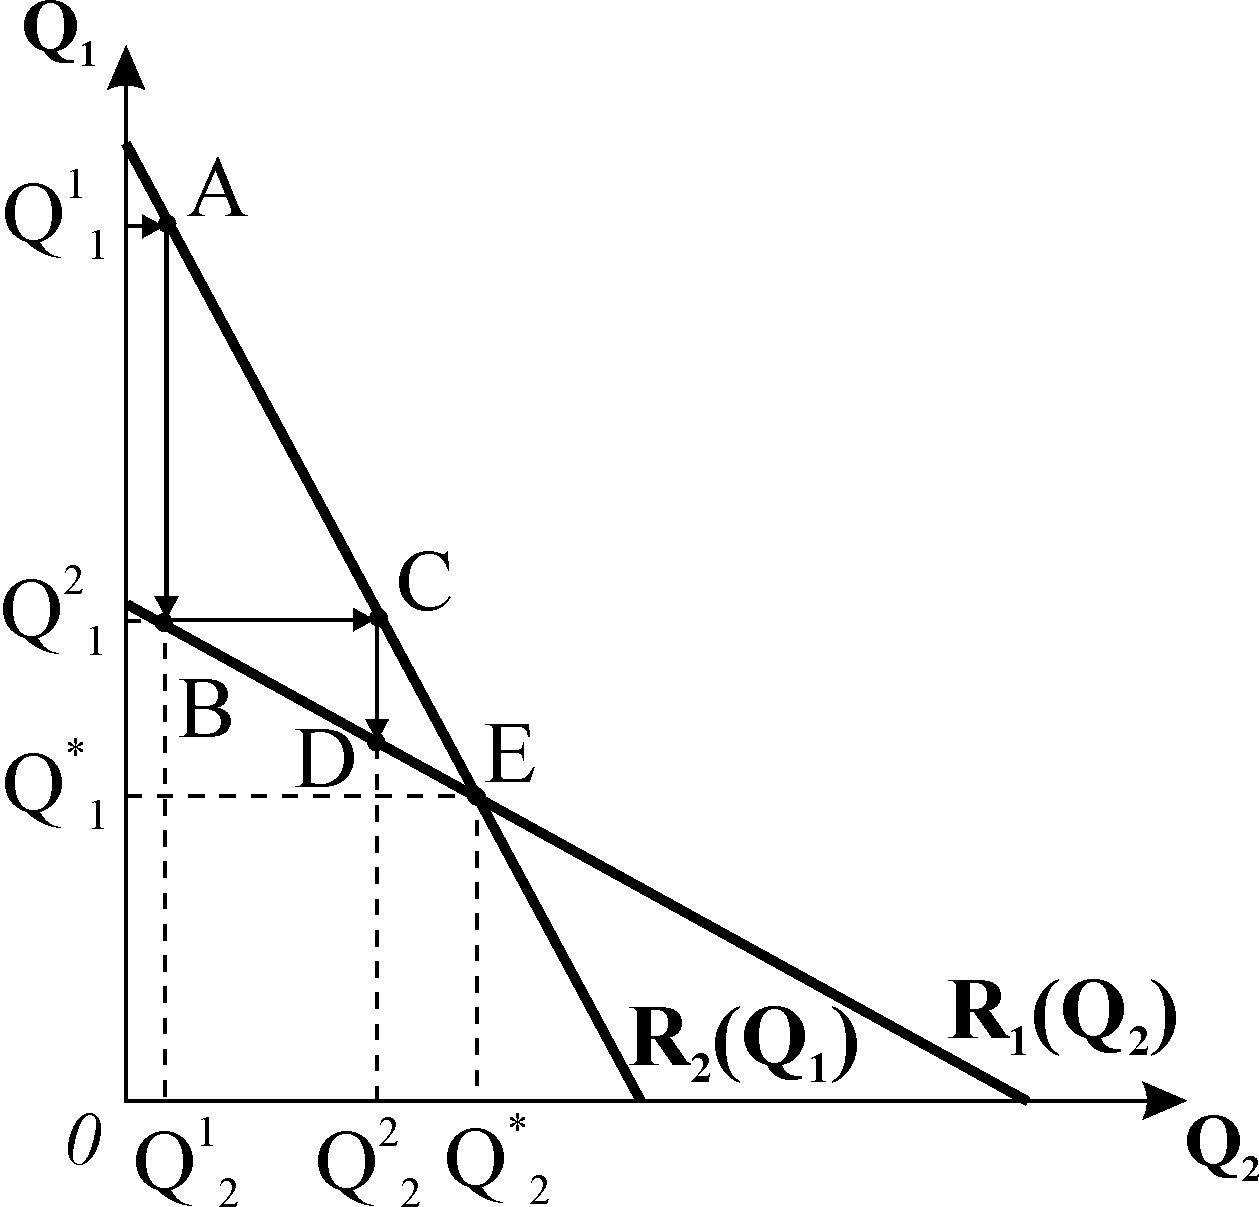 Q₁
Q¹₁
A
Q²₁
C
B
D
E
Q*₁
R₂(Q₁)
R₁(Q₂)
0
Q¹₂
Q²₂
Q*₂
Q₂